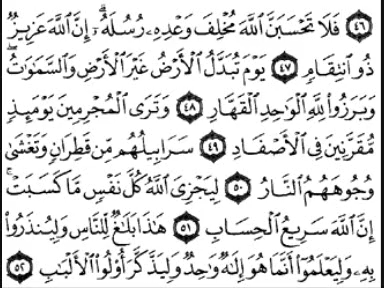 ﴿٤٦﴾ فَلَا تَحْسَبَنَّ ٱللَّهَ مُخْلِفَ وَعْدِهِۦ رُسُلَهُۥٓ ۗ إِنَّ ٱللَّهَ عَزِيزٌ
ذُو ٱنتِقَامٍ ﴿٤٧﴾ يَوْمَ تُبَدَّلُ ٱلْأَرْضُ غَيْرَ ٱلْأَرْضِ وَٱلسَّمَٰوَٰتُ ۖ
وَبَرَزُوا۟ لِلَّهِ ٱلْوَٰحِدِ ٱلْقَهَّارِ ﴿٤٨﴾ وَتَرَى ٱلْمُجْرِمِينَ يَوْمَئِذٍ
مُّقَرَّنِينَ فِى ٱلْأَصْفَادِ ﴿٤٩﴾ سَرَابِيلُهُم مِّن قَطِرَانٍ وَتَغْشَىٰ
وُجُوهَهُمُ ٱلنَّارُ ﴿٥٠﴾ لِيَجْزِىَ ٱللَّهُ كُلَّ نَفْسٍ مَّا كَسَبَتْ ۚ
إِنَّ ٱللَّهَ سَرِيعُ ٱلْحِسَابِ ﴿٥١﴾ هَٰذَا بَلَٰغٌ لِّلنَّاسِ وَلِيُنذَرُوا۟
بِهِۦ وَلِيَعْلَمُوٓا۟ أَنَّمَا هُوَ إِلَٰهٌ وَٰحِدٌ وَلِيَذَّكَّرَ أُو۟لُوا۟ ٱلْأَلْبَٰبِ ﴿٥٢﴾